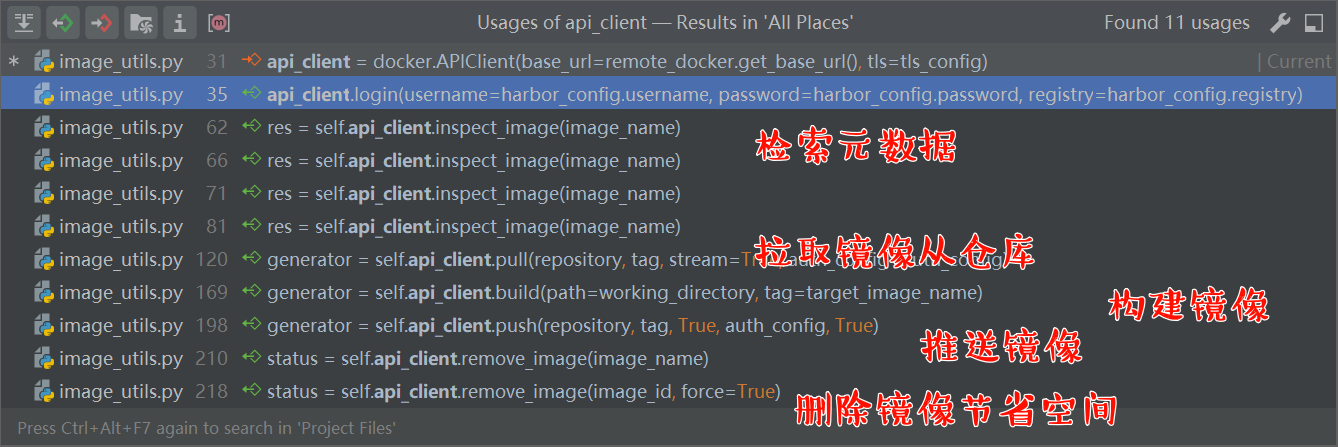 Usages of api_client — Results in 'All Places' Found 11 usages
* image_utils.py 31 api_client = docker.APIClient(base_url=remote_docker.get_base_url(), tls=tls_config) | Current
image_utils.py 35 api_client.login(username=harbor_config.username, password=harbor_config.password, registry=harbor_config.registry)
image_utils.py 62 res = self.api_client.inspect_image(image_name)
检索元数据
image_utils.py 66 res = self.api_client.inspect_image(image_name)
image_utils.py 71 res = self.api_client.inspect_image(image_name)
image_utils.py 81 res = self.api_client.inspect_image(image_name)
image_utils.py 120 generator = self.api_client.pull(repository, tag, stream=
拉取镜像从仓库
image_utils.py 169 generator = self.api_client.build(path=working_directory, tag=target_image_name)
构建镜像
image_utils.py 198 generator = self.api_client.push(repository, tag, True, auth_config, True)
推送镜像
image_utils.py 210 status = self.api_client.remove_image(image_name)
image_utils.py 218 status = self.api_client.remove_image(image_id, force=True)
删除镜像节省空间
Press Ctrl+Alt+F7 again to search in 'Project Files'